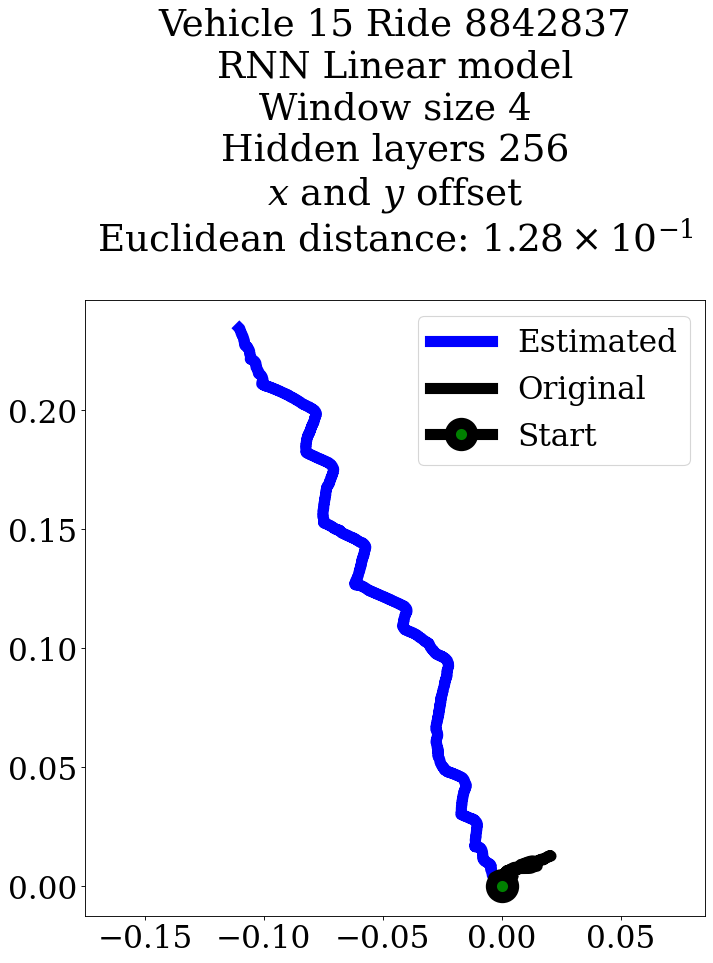 Vehicle 15 Ride 8842837
RNN Linear model
Window size 4
Hidden layers 256
x and y offset
Euclidean distance: 1.28 × 10⁻¹
Estimated
Original
Start
0.20
0.15
0.10
0.05
0.00
−0.15 −0.10 −0.05 0.00 0.05